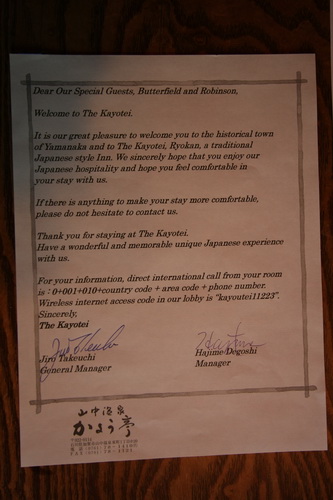 Dear Our Special Guests, Butterfield and Robinson,
Welcome to The Kayotei.
It is our great pleasure to welcome you to the historical town
of Yamanaka and to The Kayotei, Ryokan, a traditional
Japanese style Inn. We sincerely hope that you enjoy our
Japanese hospitality and hope you feel comfortable in
your stay with us.
If there is anything to make your stay more comfortable,
please do not hesitate to contact us.
Thank you for staying at The Kayotei.
Have a wonderful and memorable unique Japanese experience
with us.
For your information, direct international call from your room
is : 0+001+010+country code + area code + phone number.
Wireless internet access code in our lobby is "kayoutei11223".
Sincerely,
The Kayotei
Jiro Takeuchi
Hajime Degoshi
General Manager
Manager
山中温泉
かよう亭